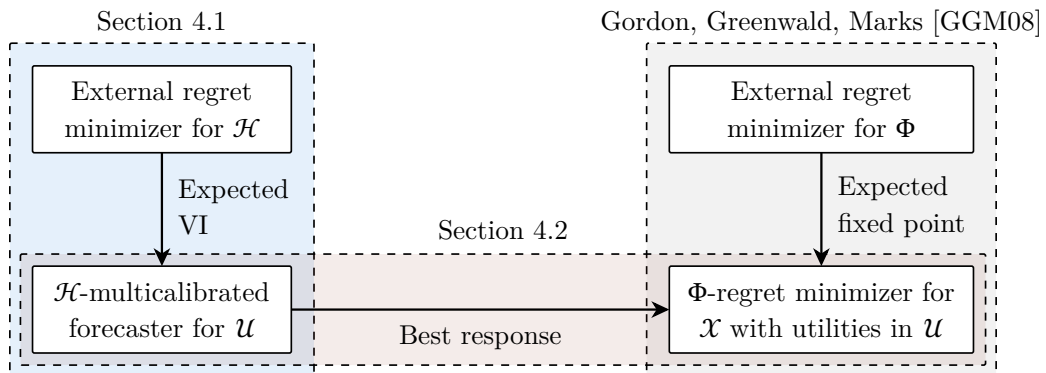 Section 4.1
Gordon, Greenwald, Marks [GGM08]
External regret
minimizer for ℋ
External regret
minimizer for Φ
Expected
VI
Expected
fixed point
Section 4.2
ℋ-multicalibrated
forecaster for 𝒰
Best response
Φ-regret minimizer for
𝒳 with utilities in 𝒰